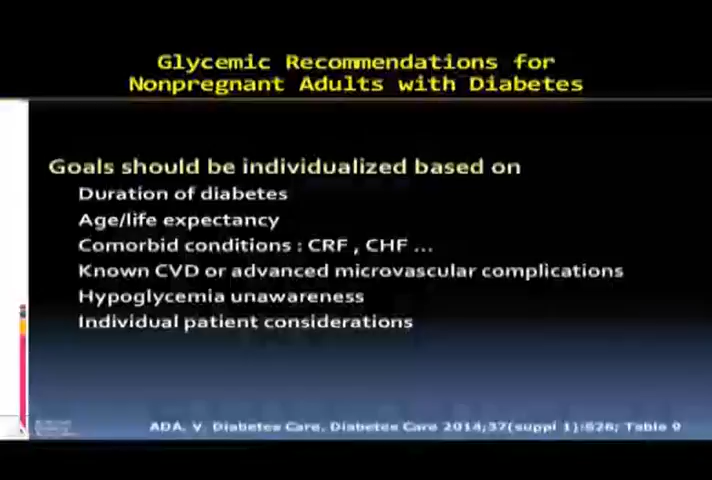 Glycemic Recommendations for
Nonpregnant Adults with Diabetes
Goals should be individualized based on
Duration of diabetes
Age/life expectancy
Comorbid conditions : CRF , CHF ...
Known CVD or advanced microvascular complications
Hypoglycemia unawareness
Individual patient considerations
ADA. V. Diabetes Care. Diabetes Care 2014;37(suppl 1):S26; Table 9